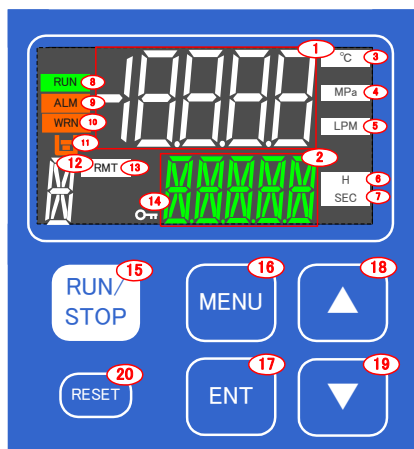 1
℃ 3
RUN 8
MPa 4
ALM 9
WRN 10
LPM 5
11
12
RMT 13
2
14
H 6
SEC 7
15
RUN/
STOP
16
MENU
18
▲
20
RESET
17
ENT
19
▼